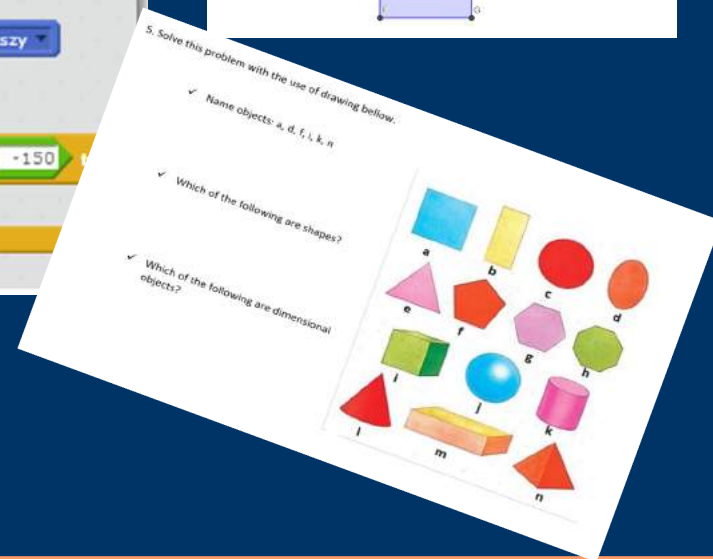 szy
-150
G
5. Solve this problem with the use of drawing bellow.
✓ Name objects: a, d, f, i, k, n
✓ Which of the following are shapes?
✓ Which of the following are dimensional
objects?
a
b
c
d
e
f
g
h
i
j
k
l
m
n